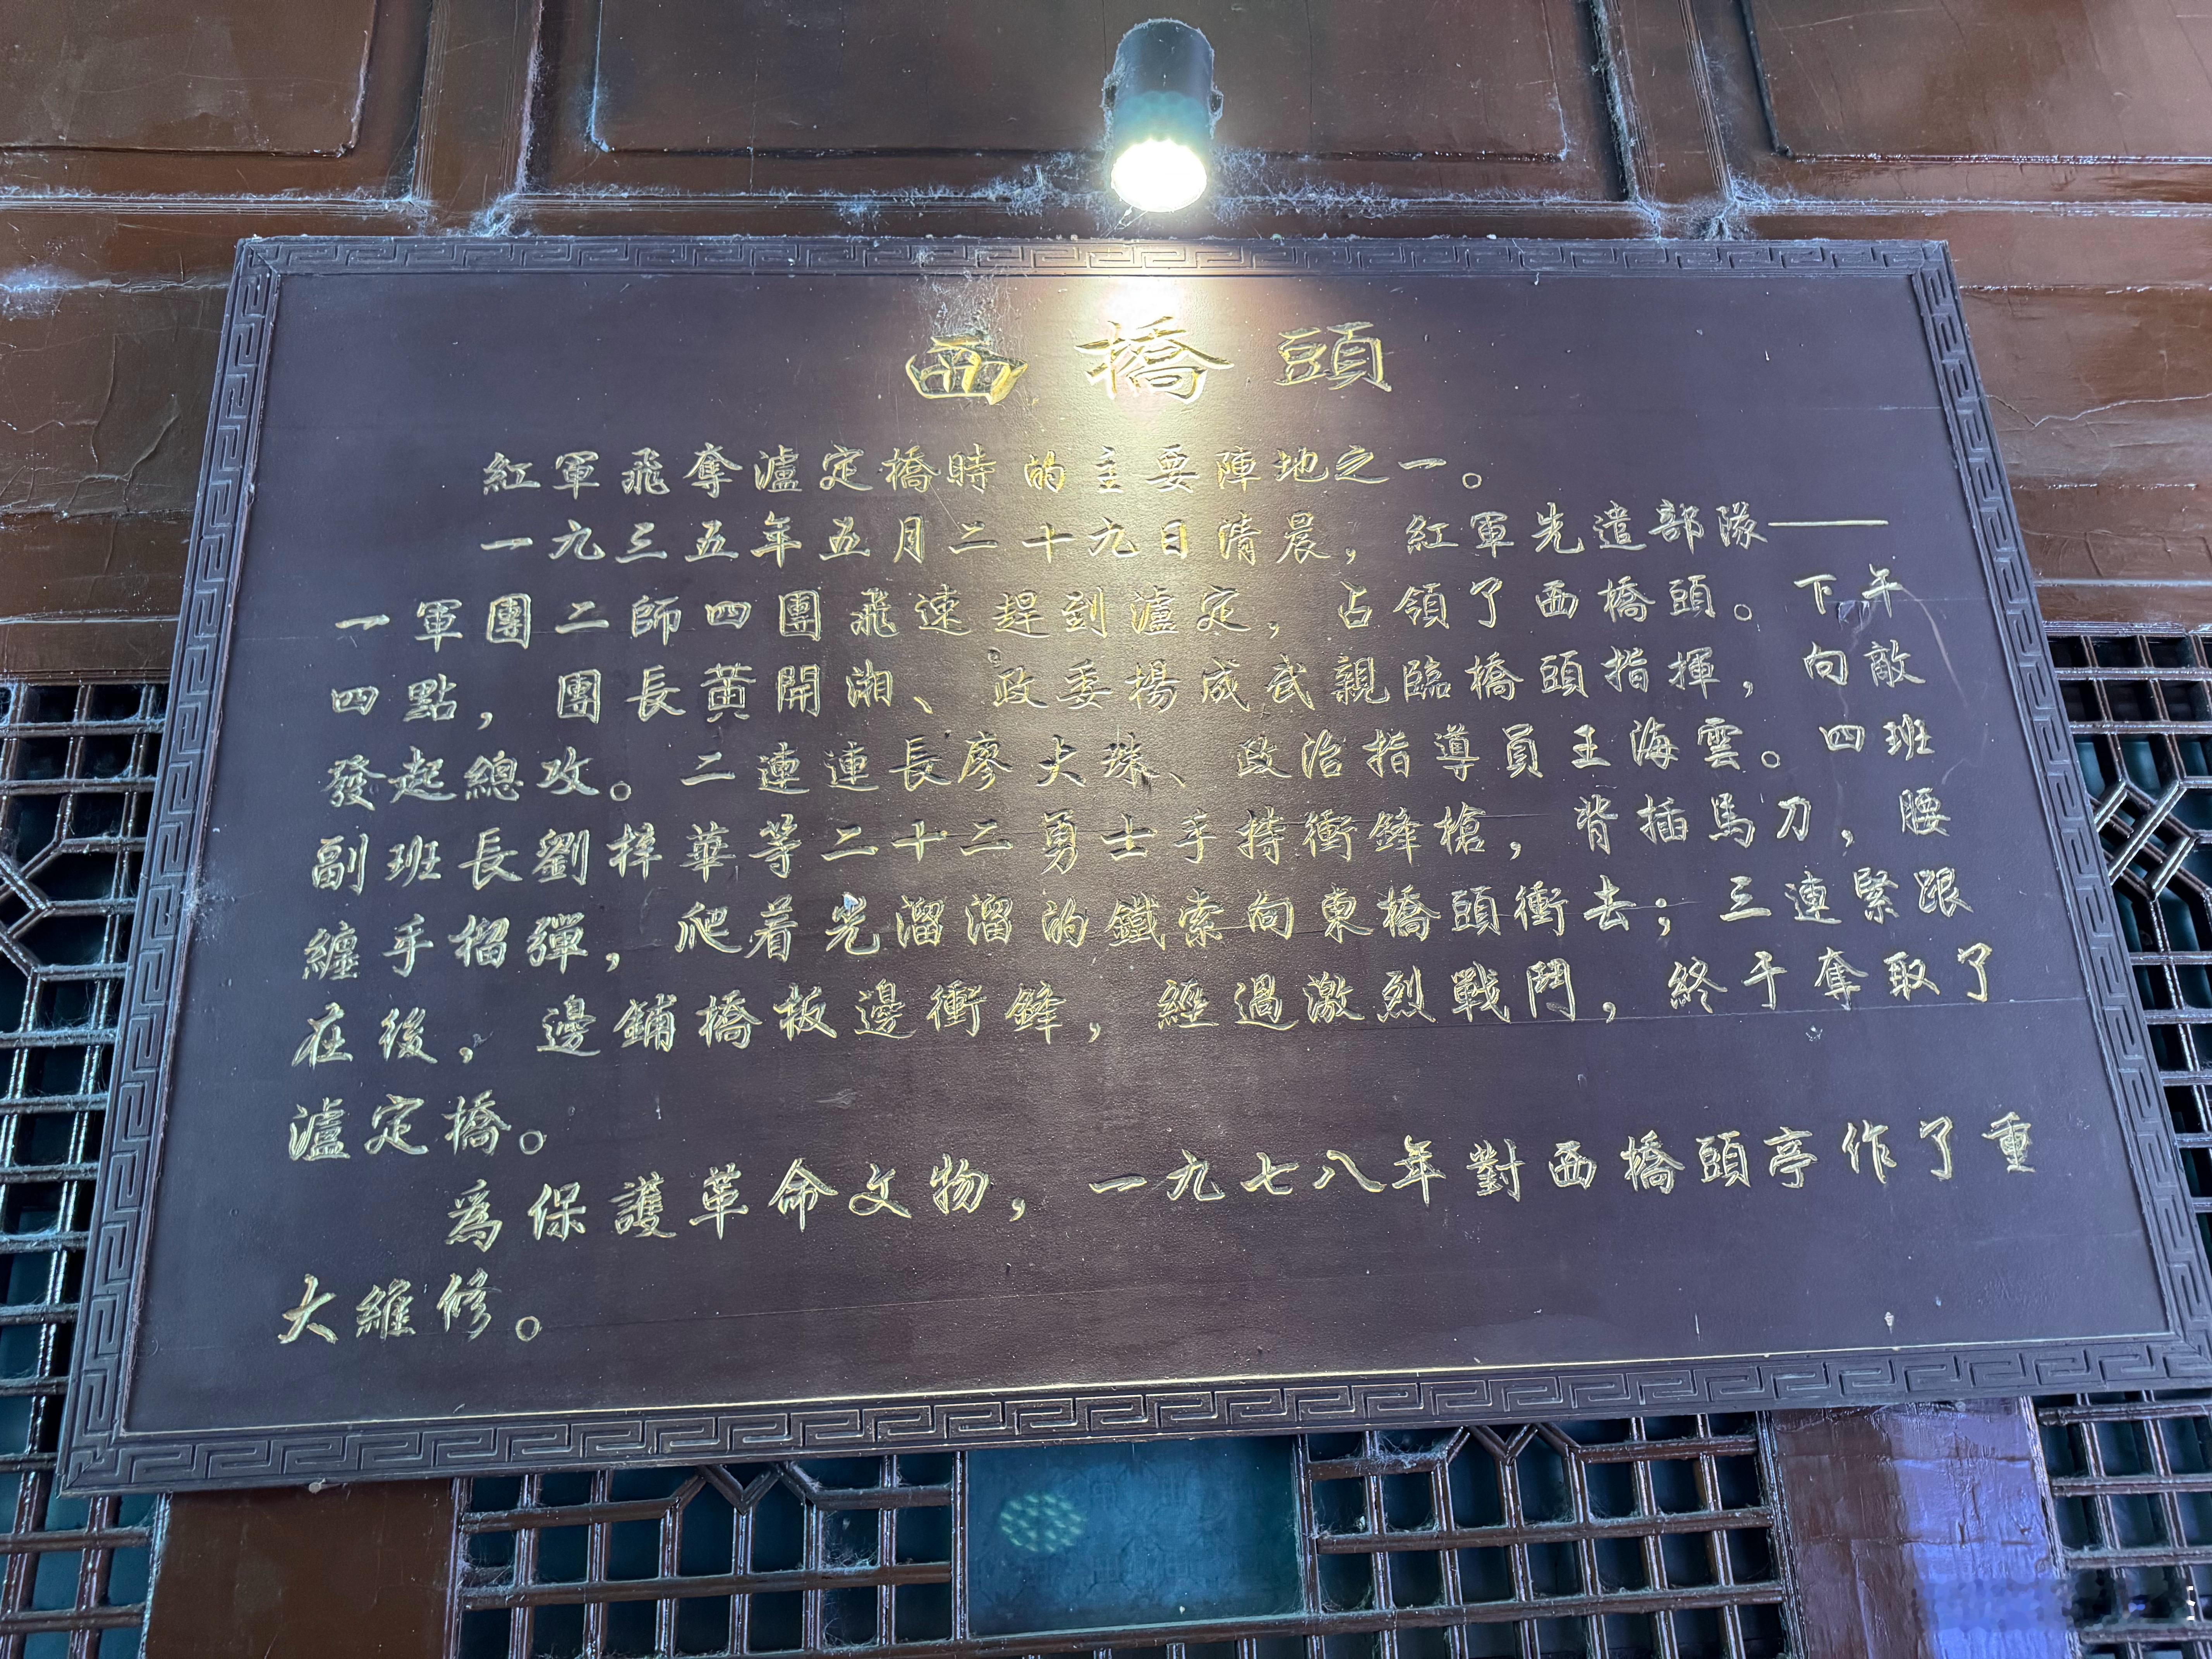 西橋頭
紅軍飛奪瀘定橋時的主要陣地之一。
一九三五年五月二十九日清晨，紅軍先遣部隊——
一軍團二師四團飛速趕到瀘定，占領了西橋頭。下午
四點，團長黃開湘、政委楊成武親臨橋頭指揮，向敵
發起總攻。二連連長廖大珠、政治指導員王海雲。四班
副班長劉梓華等二十二勇士手持衝鋒槍，背插馬刀，腰
纏手榴彈，爬着光溜溜的鐵索向東橋頭衝去；三連緊跟
在後，邊鋪橋板邊衝鋒，經過激烈戰鬥，終于奪取了
瀘定橋。
為保護革命文物，一九七八年對西橋頭亭作了重
大維修。